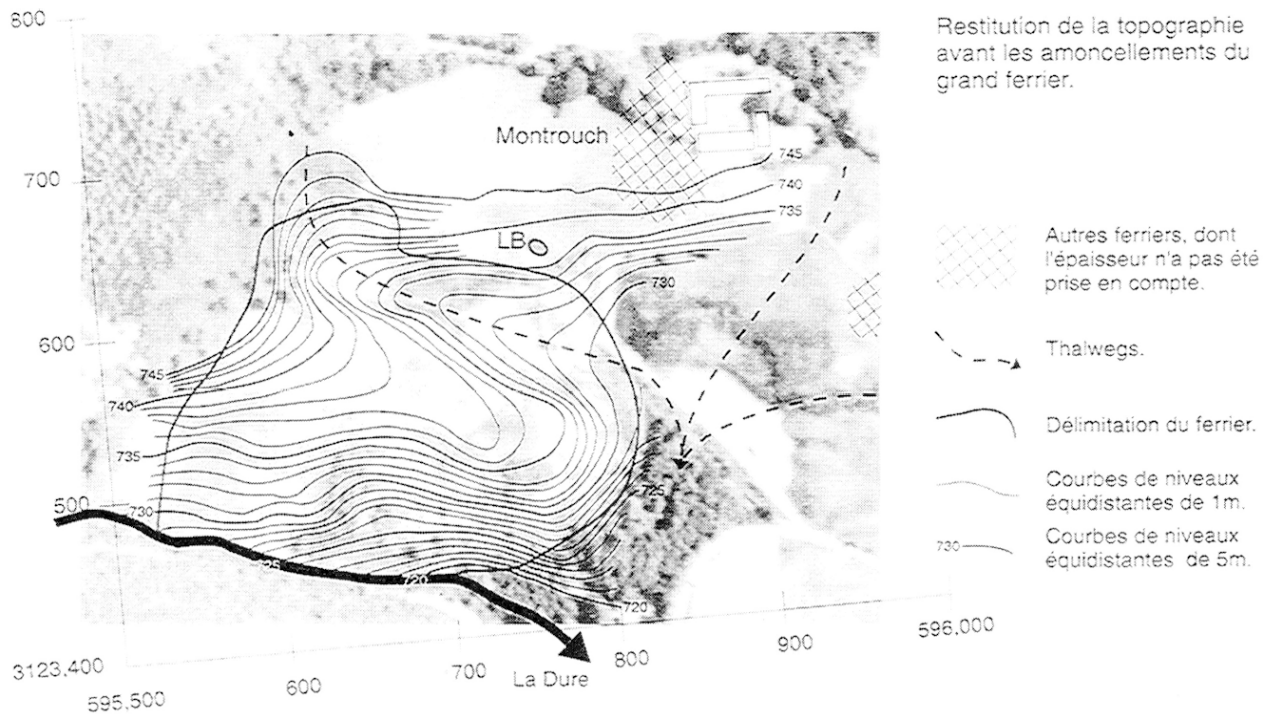 800
700
600
500
3123,400
595,500
600
700
800
900
596,000
Montrouch
LB
La Dure
745
740
735
730
745
740
735
730
725
725
720
720
Restitution de la topographie
avant les amoncellements du
grand ferrier.
Autres ferriers, dont
l'épaisseur n'a pas été
prise en compte.
Thalwegs.
Délimitation du ferrier.
Courbes de niveaux
équidistantes de 1m.
730
Courbes de niveaux
équidistantes de 5m.